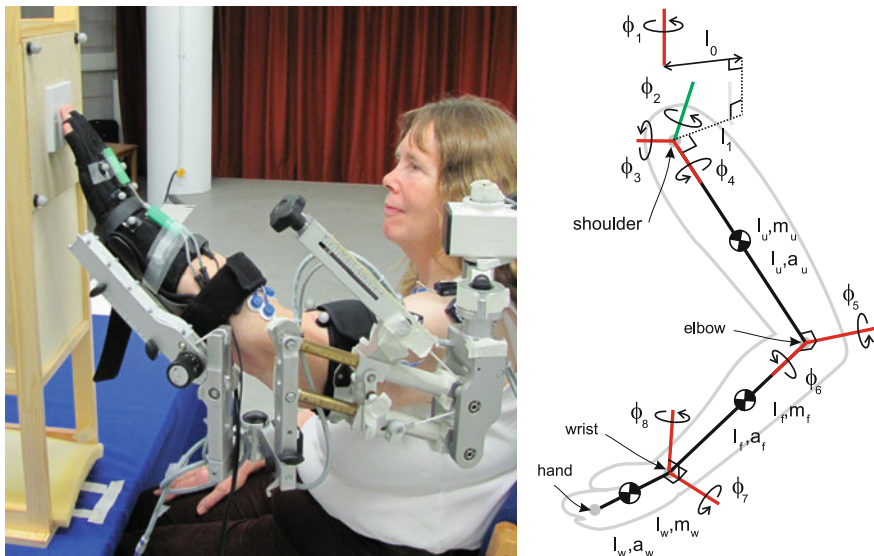 ϕ1
l0
ϕ2
l1
ϕ3
ϕ4
shoulder
Iu,mu
lu,au
ϕ5
elbow
ϕ6
If,mf
lf,af
ϕ8
wrist
hand
ϕ7
Iw,mw
lw,aw